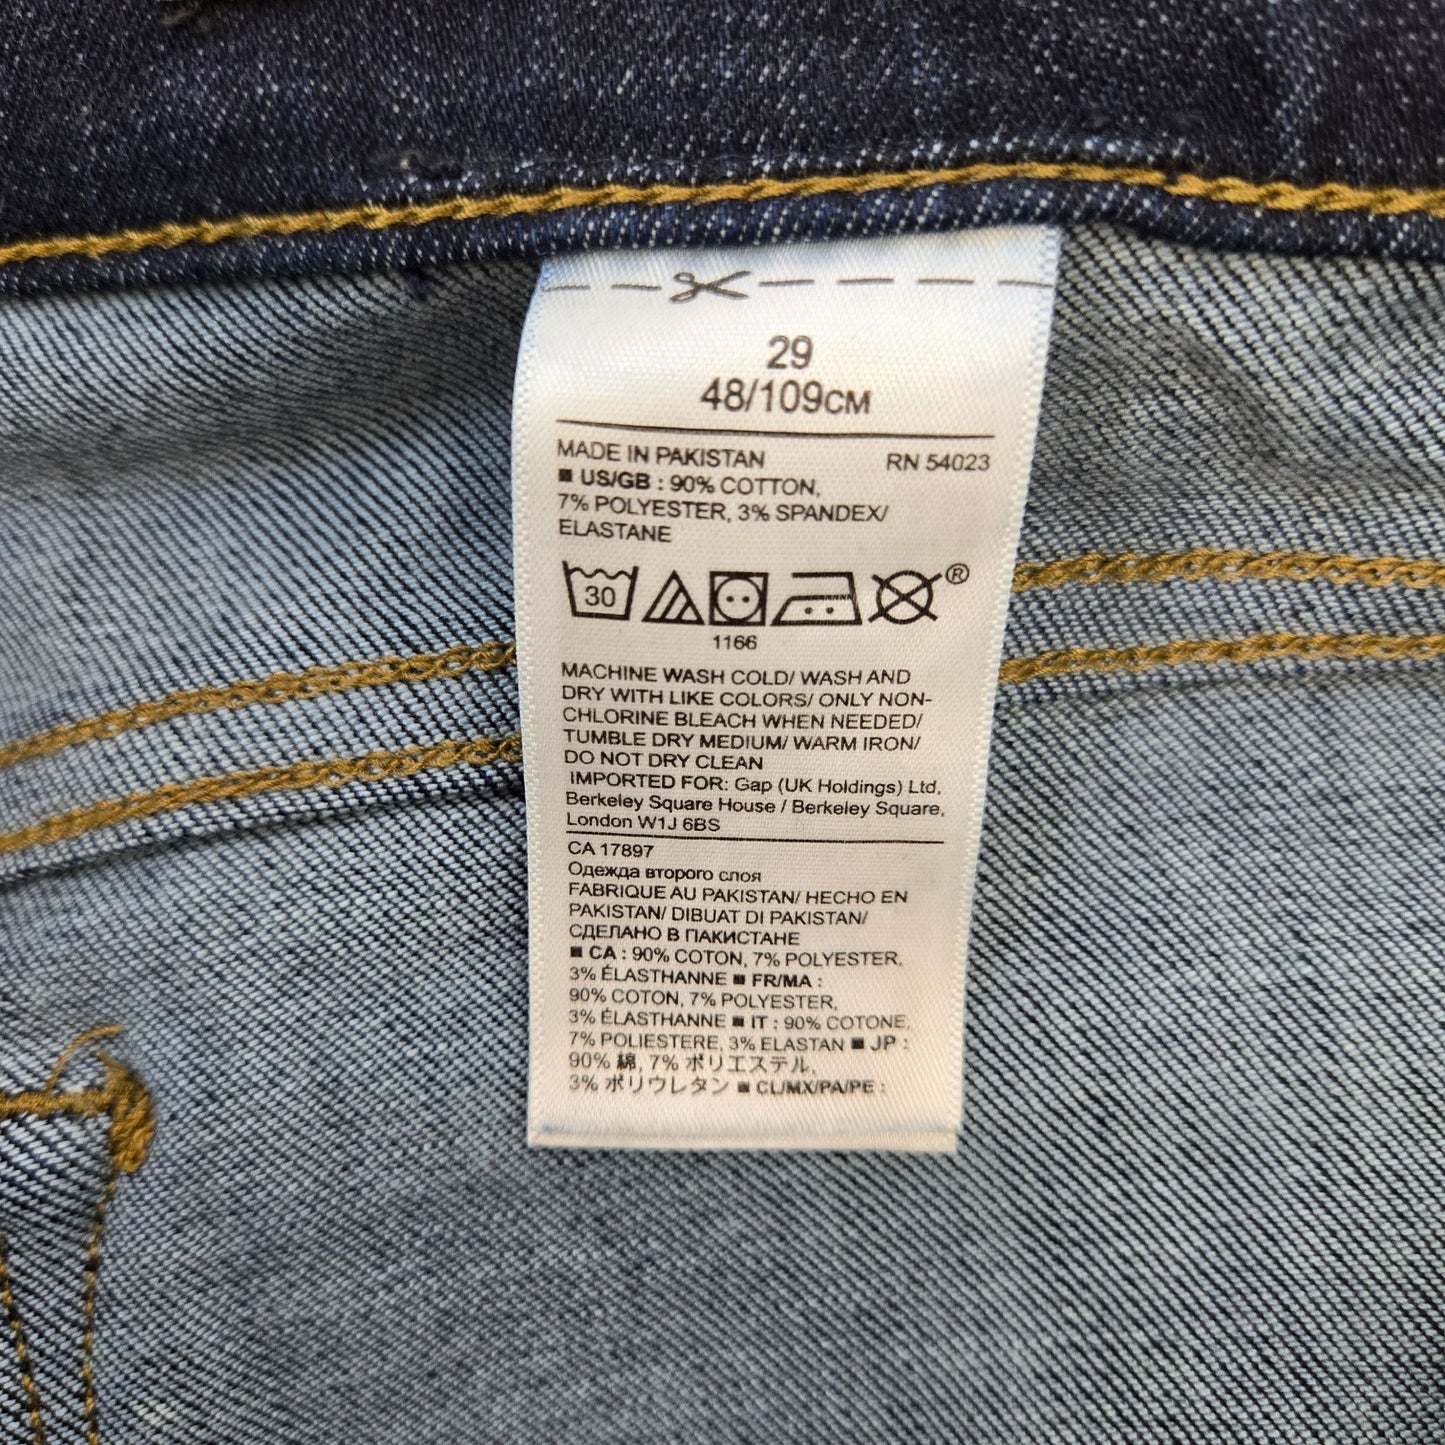 29
48/109CM
MADE IN PAKISTAN RN 54023
■ US/GB : 90% COTTON,
7% POLYESTER, 3% SPANDEX/
ELASTANE
30 ®
1166
MACHINE WASH COLD/ WASH AND
DRY WITH LIKE COLORS/ ONLY NON-
CHLORINE BLEACH WHEN NEEDED/
TUMBLE DRY MEDIUM/ WARM IRON/
DO NOT DRY CLEAN
IMPORTED FOR: Gap (UK Holdings) Ltd,
Berkeley Square House / Berkeley Square,
London W1J 6BS
CA 17897
Одежда второго слоя
FABRIQUE AU PAKISTAN/ HECHO EN
PAKISTAN/ DIBUAT DI PAKISTAN/
СДЕЛАНО В ПАКИСТАНЕ
■ CA : 90% COTON, 7% POLYESTER,
3% ÉLASTHANNE ■ FR/MA :
90% COTON, 7% POLYESTER,
3% ÉLASTHANNE ■ IT : 90% COTONE,
7% POLIESTERE, 3% ELASTAN ■ JP :
90% 綿, 7% ポリエステル,
3% ポリウレタン ■ CL/MX/PA/PE :